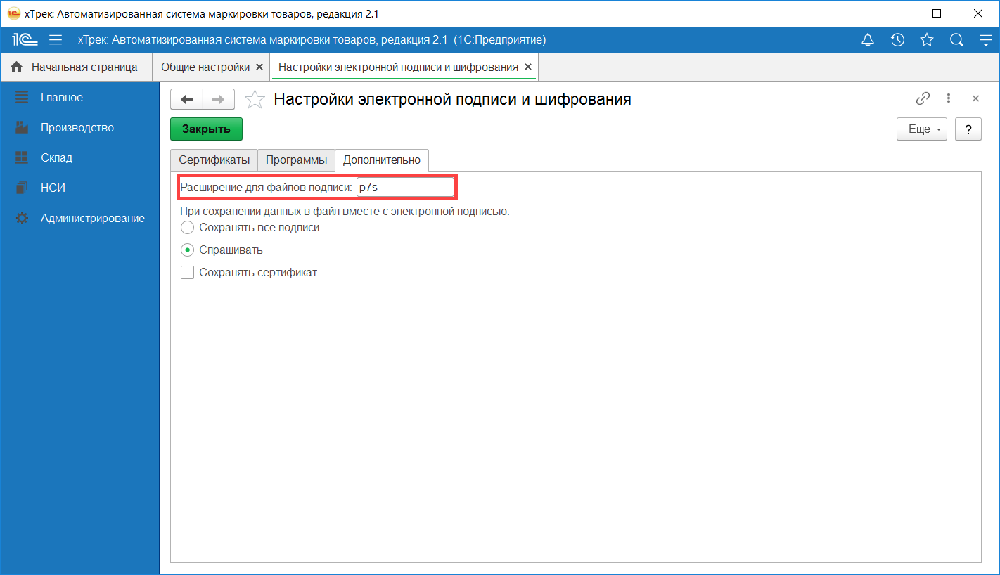 хТрек: Автоматизированная система маркировки товаров, редакция 2.1
1С хТрек: Автоматизированная система маркировки товаров, редакция 2.1 (1С:Предприятие)
Начальная страница Общие настройки × Настройки электронной подписи и шифрования ×
Главное
Производство
Склад
НСИ
Администрирование
Настройки электронной подписи и шифрования
Закрыть Еще ?
Сертификаты Программы Дополнительно
Расширение для файлов подписи: p7s
При сохранении данных в файл вместе с электронной подписью:
Сохранять все подписи
Спрашивать
Сохранять сертификат